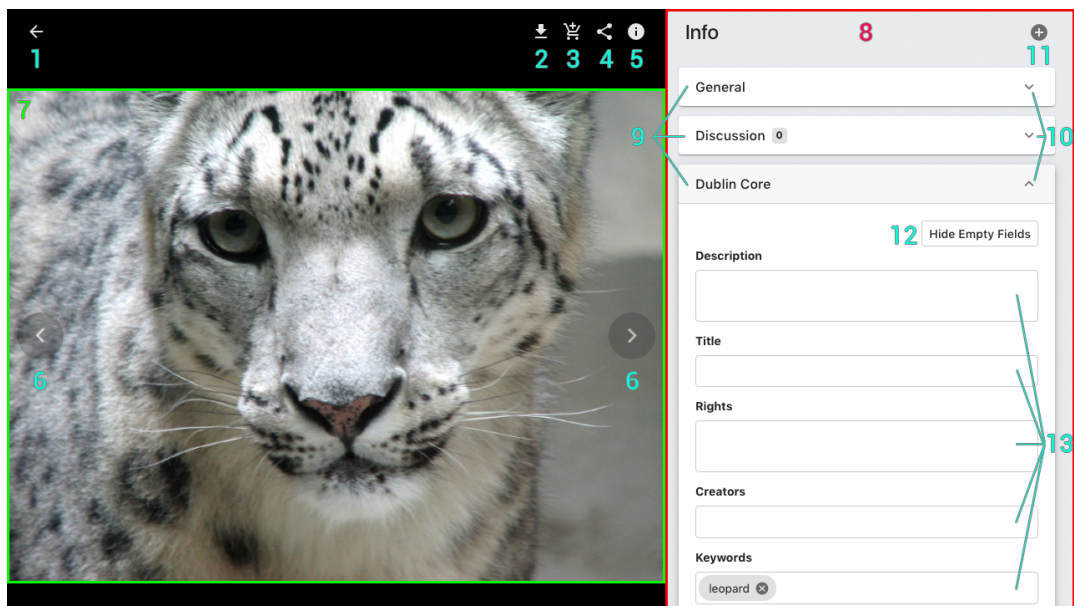 Info
8
1
2
3
4
5
11
7
General
9
Discussion 0
10
Dublin Core
12
Hide Empty Fields
Description
Title
6
6
Rights
13
Creators
Keywords
leopard